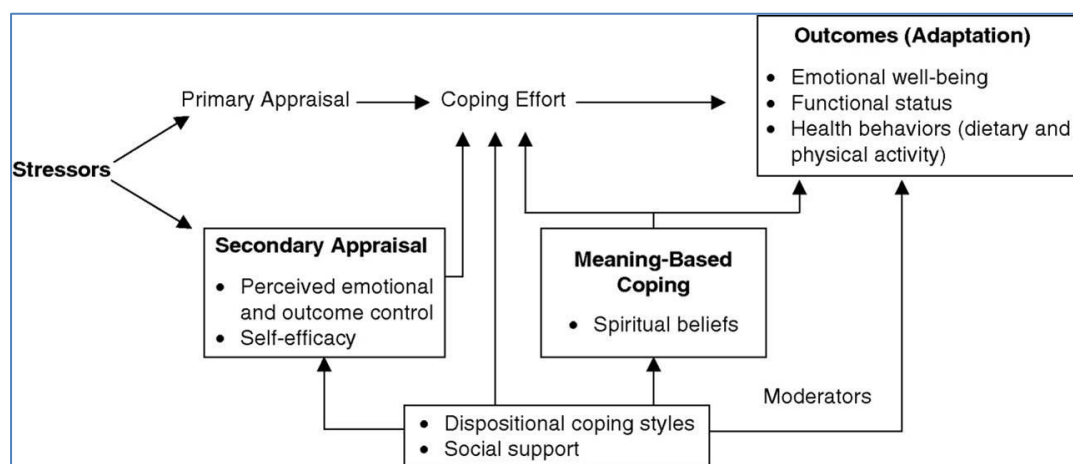 Outcomes (Adaptation)
• Emotional well-being
• Functional status
• Health behaviors (dietary and
physical activity)
Primary Appraisal
Coping Effort
Stressors
Secondary Appraisal
• Perceived emotional
and outcome control
• Self-efficacy
Meaning-Based
Coping
• Spiritual beliefs
Moderators
• Dispositional coping styles
• Social support